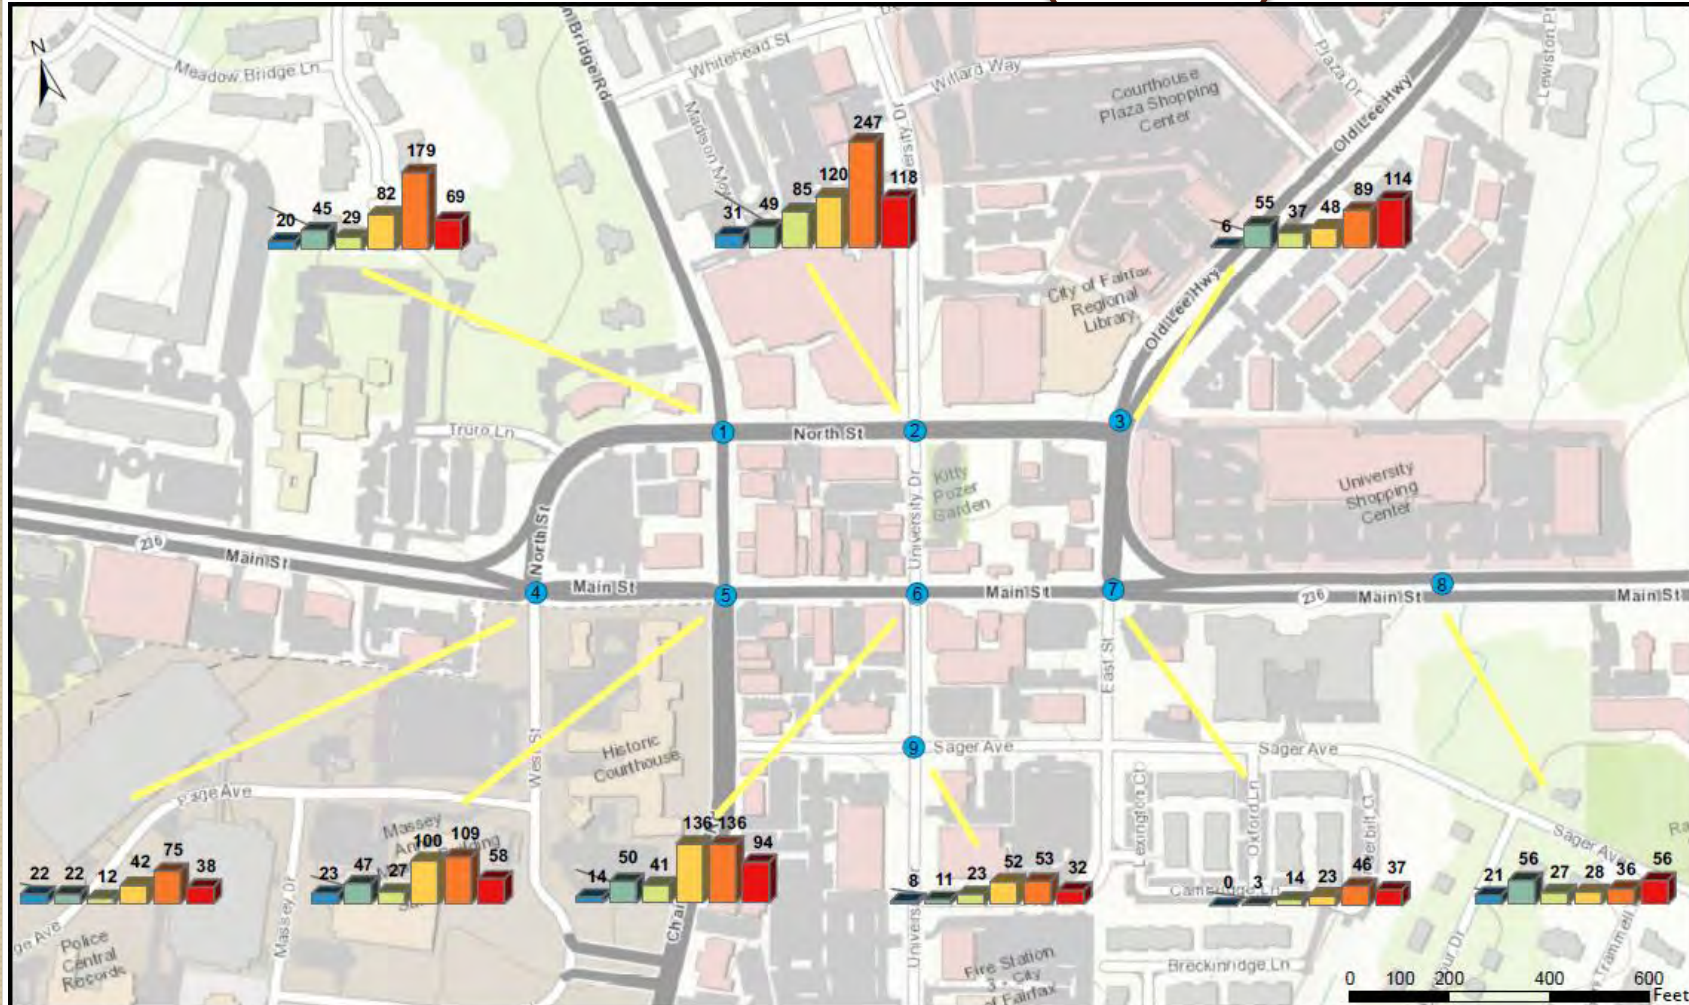 N
Meadow Bridge Ln
Bridge Rd
Whitehead St
Willard Way
Madison Mews
University Dr
Courthouse
Plaza Shopping
Center
Plaza Dr
Old Lee Hwy
Lewiston Pl
20
45
29
82
179
69
31
49
85
120
247
118
6
55
37
48
89
114
City of Fairfax
Regional
Library
Old Lee Hwy
Truro Ln
1
North St
2
3
Kitty
Pozer
Garden
University Dr
University
Shopping
Center
North St
236
Main St
4
Main St
5
6
Main St
7
236
Main St
8
Main St
East St
West St
Historic
Courthouse
9
Sager Ave
Sager Ave
Page Ave
Massey
Lexington Ct
Oxford Ln
Sager Ave
22
22
12
42
75
38
23
47
27
100
109
58
14
50
41
136
136
94
8
11
23
52
53
32
0
3
14
23
46
37
21
56
27
28
36
56
Cambridge Ln
Massey Dr
Police
Central
Records
Breckinridge Ln
Fire Station
3 - City
of Fairfax
Trammell
0 100 200 400 600
Feet